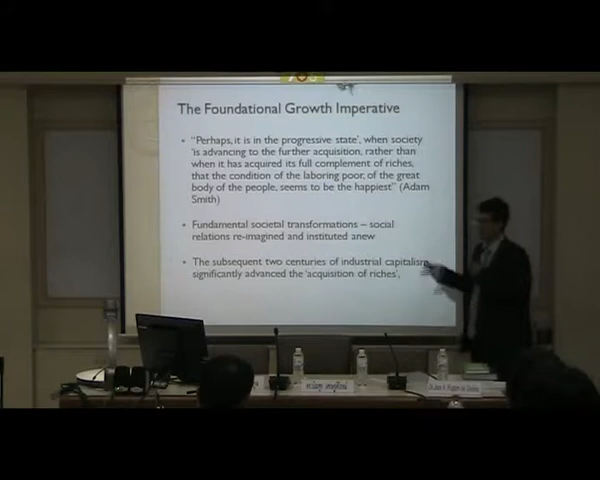 The Foundational Growth Imperative
• "Perhaps, it is in the progressive state', when society
'is advancing to the further acquisition, rather than
when it has acquired its full complement of riches,
that the condition of the laboring poor, of the great
body of the people, seems to be the happiest" (Adam
Smith)
• Fundamental societal transformations – social
relations re-imagined and instituted anew
• The subsequent two centuries of industrial capitalism
significantly advanced the 'acquisition of riches',